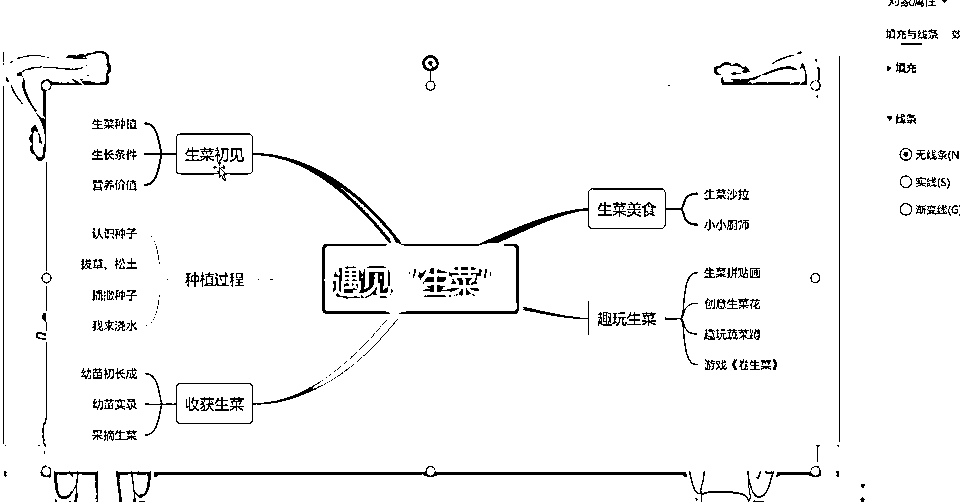 对象属性
填充与线条
填充
线条
无线条(N
实线(S)
渐变线(G)
遇见 "生菜"
生菜初见
生菜种植
生长条件
营养价值
种植过程
认识种子
拔草、松土
播撒种子
我来浇水
收获生菜
幼苗初长成
幼苗实录
采摘生菜
生菜美食
生菜沙拉
小小厨师
趣玩生菜
生菜拼贴画
创意生菜花
趣玩蔬菜蹲
游戏《卷生菜》